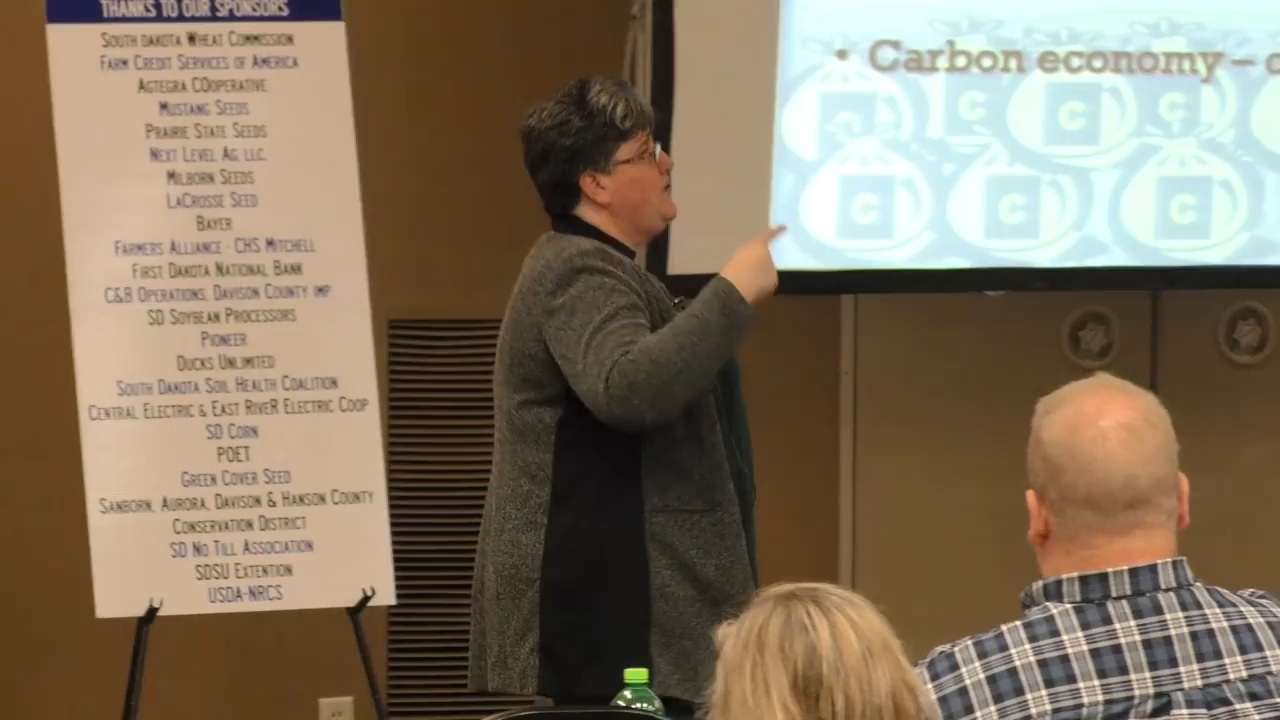 THANKS TO OUR SPONSORS
SOUTH DAKOTA WHEAT COMMISSION
FARM CREDIT SERVICES OF AMERICA
AGTEGRA COOPERATIVE
MUSTANG SEEDS
PRAIRIE STATE SEEDS
NEXT LEVEL AG, LLC.
MILBORN SEEDS
LACROSSE SEED
BAYER
FARMERS ALLIANCE - CHS MITCHELL
FIRST DAKOTA NATIONAL BANK
C&B OPERATIONS, DAVISON COUNTY IMP
SD SOYBEAN PROCESSORS
PIONEER
DUCKS UNLIMITED
SOUTH DAKOTA SOIL HEALTH COALITION
CENTRAL ELECTRIC & EAST RIVER ELECTRIC COOP
SD CORN
POET
GREEN COVER SEED
SANBORN, AURORA, DAVISON & HANSON COUNTY
CONSERVATION DISTRICT
SD NO TILL ASSOCIATION
SDSU EXTENTION
USDA-NRCS
• Carbon economy –
C C C
C C C